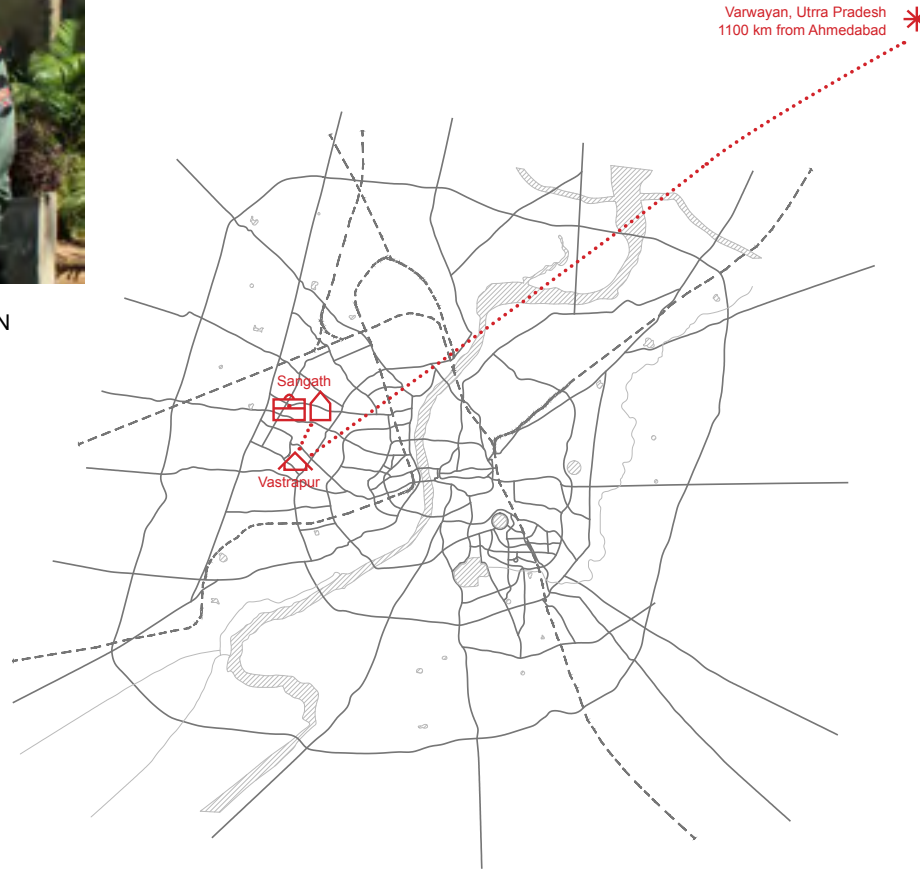 Varwayan, Utrra Pradesh
1100 km from Ahmedabad
N
Sangath
Vastrapur